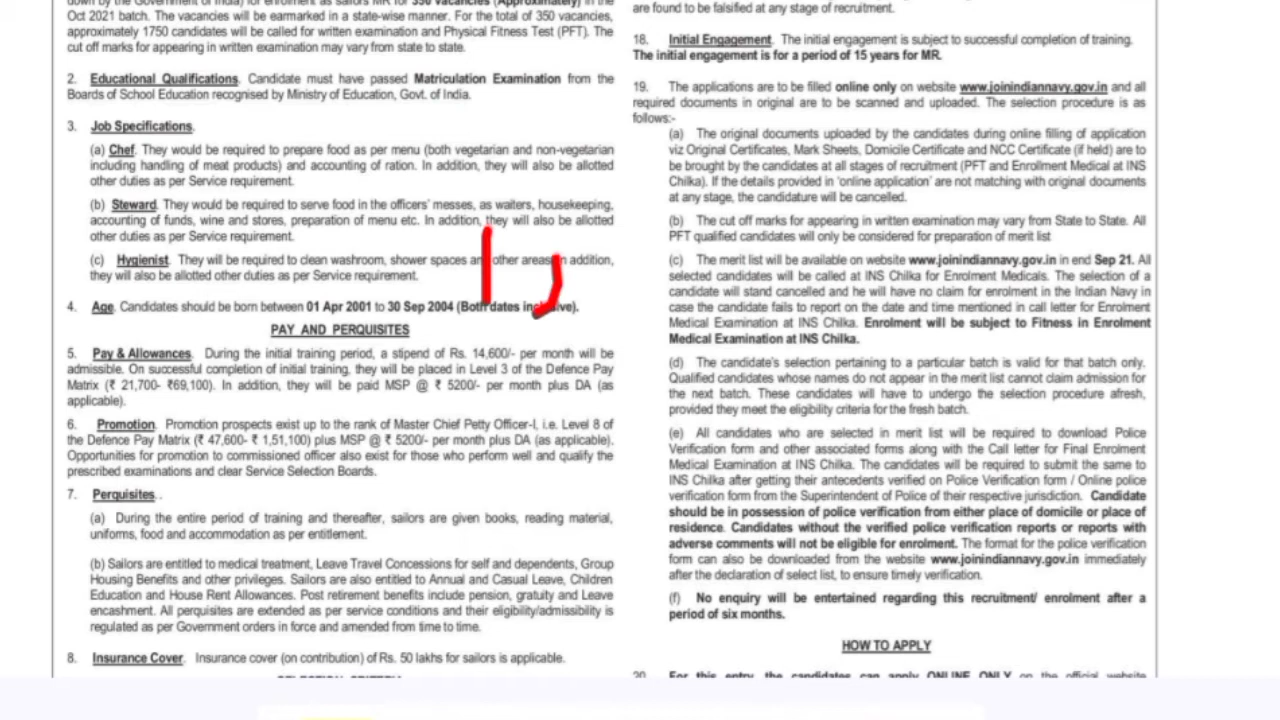 down by the Government of India) for enrolment as sailors MR for 350 vacancies (Approximately) in the
Oct 2021 batch. The vacancies will be earmarked in a state-wise manner. For the total of 350 vacancies,
approximately 1750 candidates will be called for written examination and Physical Fitness Test (PFT). The
cut off marks for appearing in written examination may vary from state to state.
2. Educational Qualifications. Candidate must have passed Matriculation Examination from the
Boards of School Education recognised by Ministry of Education, Govt. of India.
3. Job Specifications.
(a) Chef. They would be required to prepare food as per menu (both vegetarian and non-vegetarian
including handling of meat products) and accounting of ration. In addition, they will also be allotted
other duties as per Service requirement.
(b) Steward. They would be required to serve food in the officers' messes, as waiters, housekeeping,
accounting of funds, wine and stores, preparation of menu etc. In addition, they will also be allotted
other duties as per Service requirement.
(c) Hygienist. They will be required to clean washroom, shower spaces and other areas. In addition,
they will also be allotted other duties as per Service requirement.
4. Age. Candidates should be born between 01 Apr 2001 to 30 Sep 2004 (Both dates inclusive).
PAY AND PERQUISITES
5. Pay & Allowances. During the initial training period, a stipend of Rs. 14,600/- per month will be
admissible. On successful completion of initial training, they will be placed in Level 3 of the Defence Pay
Matrix (₹ 21,700- ₹69,100). In addition, they will be paid MSP @ ₹ 5200/- per month plus DA (as
applicable).
6. Promotion. Promotion prospects exist up to the rank of Master Chief Petty Officer-I, i.e. Level 8 of
the Defence Pay Matrix (₹ 47,600- ₹ 1,51,100) plus MSP @ ₹ 5200/- per month plus DA (as applicable).
Opportunities for promotion to commissioned officer also exist for those who perform well and qualify the
prescribed examinations and clear Service Selection Boards.
7. Perquisites..
(a) During the entire period of training and thereafter, sailors are given books, reading material,
uniforms, food and accommodation as per entitlement.
(b) Sailors are entitled to medical treatment, Leave Travel Concessions for self and dependents, Group
Housing Benefits and other privileges. Sailors are also entitled to Annual and Casual Leave, Children
Education and House Rent Allowances. Post retirement benefits include pension, gratuity and Leave
encashment. All perquisites are extended as per service conditions and their eligibility/admissibility is
regulated as per Government orders in force and amended from time to time.
8. Insurance Cover. Insurance cover (on contribution) of Rs. 50 lakhs for sailors is applicable.
are found to be falsified at any stage of recruitment.
18. Initial Engagement. The initial engagement is subject to successful completion of training.
The initial engagement is for a period of 15 years for MR.
19. The applications are to be filled online only on website www.joinindiannavy.gov.in and all
required documents in original are to be scanned and uploaded. The selection procedure is as
follows:-
(a) The original documents uploaded by the candidates during online filling of application
viz Original Certificates, Mark Sheets, Domicile Certificate and NCC Certificate (if held) are to
be brought by the candidates at all stages of recruitment (PFT and Enrollment Medical at INS
Chilka). If the details provided in 'online application' are not matching with original documents
at any stage, the candidature will be cancelled.
(b) The cut off marks for appearing in written examination may vary from State to State. All
PFT qualified candidates will only be considered for preparation of merit list
(c) The merit list will be available on website www.joinindiannavy.gov.in in end Sep 21. All
selected candidates will be called at INS Chilka for Enrolment Medicals. The selection of a
candidate will stand cancelled and he will have no claim for enrolment in the Indian Navy in
case the candidate fails to report on the date and time mentioned in call letter for Enrolment
Medical Examination at INS Chilka. Enrolment will be subject to Fitness in Enrolment
Medical Examination at INS Chilka.
(d) The candidate's selection pertaining to a particular batch is valid for that batch only.
Qualified candidates whose names do not appear in the merit list cannot claim admission for
the next batch. These candidates will have to undergo the selection procedure afresh,
provided they meet the eligibility criteria for the fresh batch.
(e) All candidates who are selected in merit list will be required to download Police
Verification form and other associated forms along with the Call letter for Final Enrolment
Medical Examination at INS Chilka. The candidates will be required to submit the same to
INS Chilka after getting their antecedents verified on Police Verification form / Online police
verification form from the Superintendent of Police of their respective jurisdiction. Candidate
should be in possession of police verification from either place of domicile or place of
residence. Candidates without the verified police verification reports or reports with
adverse comments will not be eligible for enrolment. The format for the police verification
form can also be downloaded from the website www.joinindiannavy.gov.in immediately
after the declaration of select list, to ensure timely verification.
(f) No enquiry will be entertained regarding this recruitment/ enrolment after a
period of six months.
HOW TO APPLY
20. For this entry, the candidates can apply ONLINE ONLY on the official website